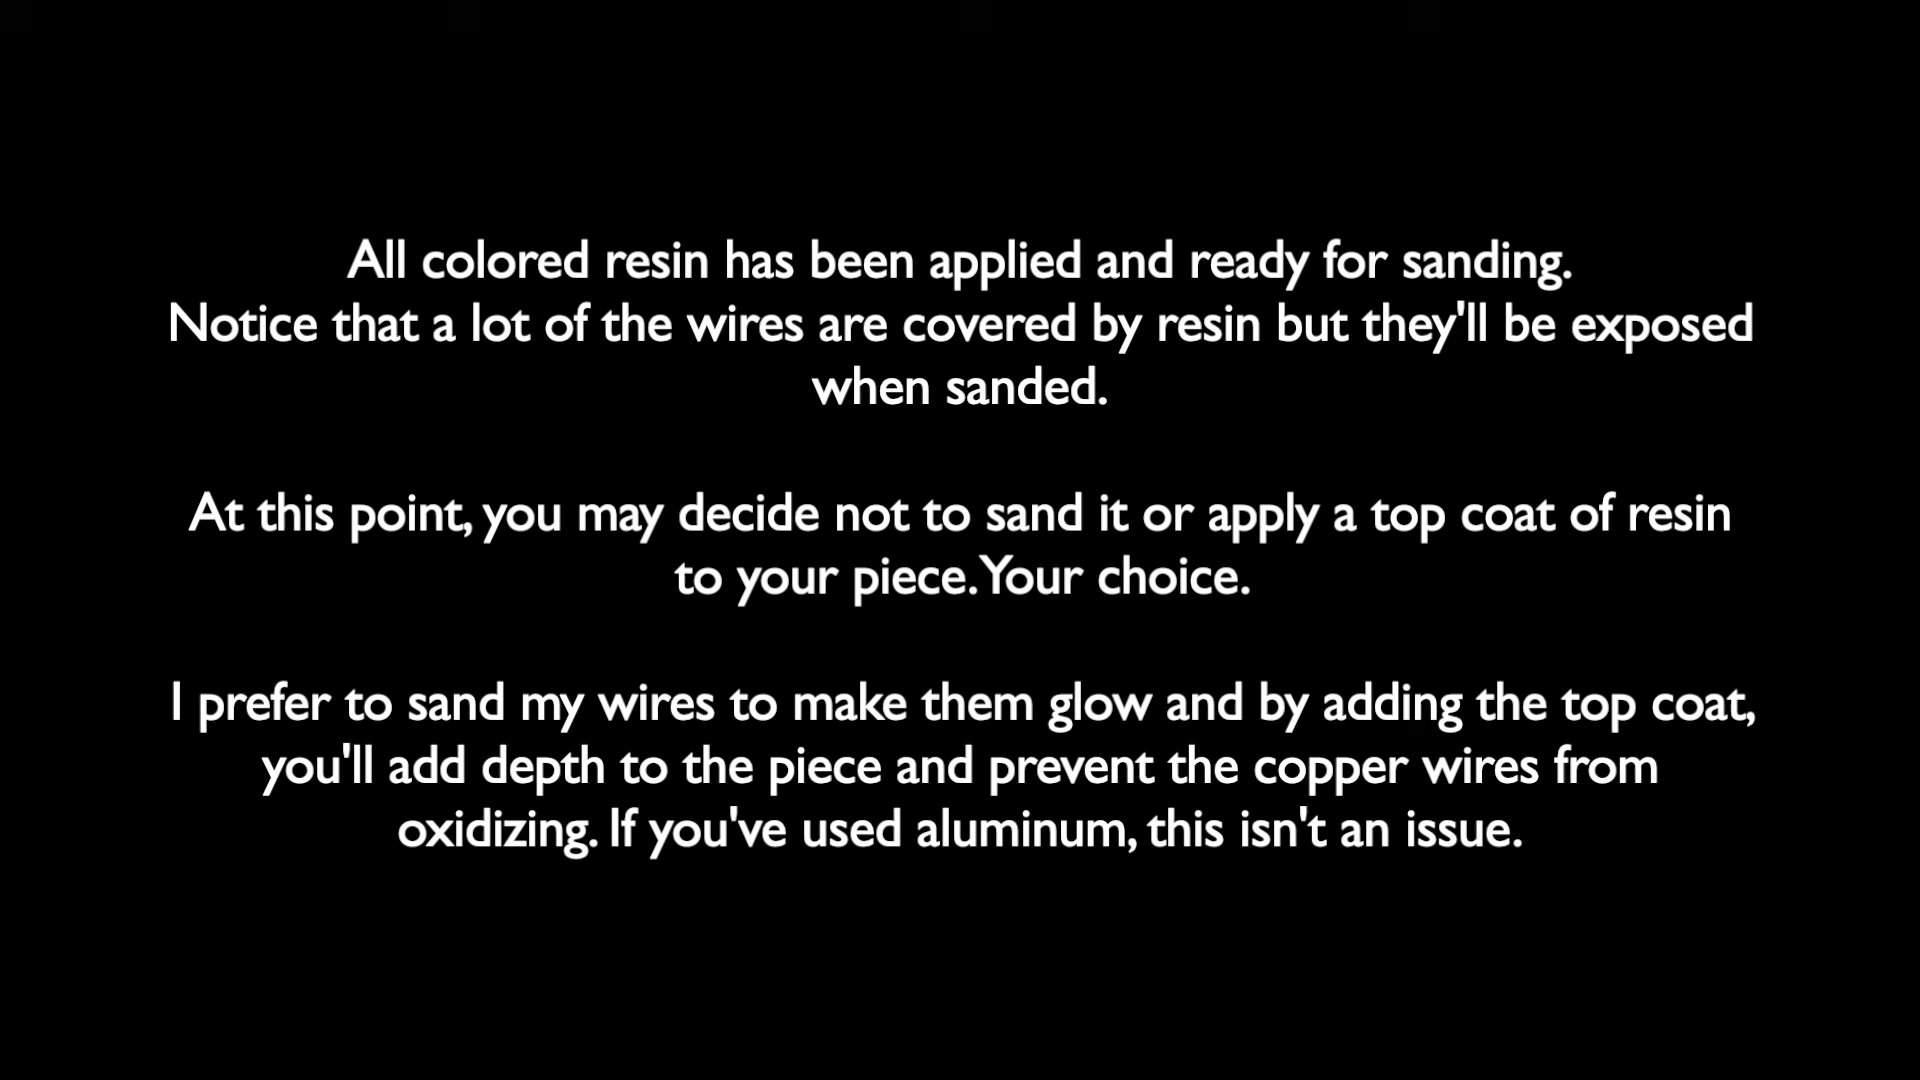 All colored resin has been applied and ready for sanding.
Notice that a lot of the wires are covered by resin but they'll be exposed
when sanded.
At this point, you may decide not to sand it or apply a top coat of resin
to your piece. Your choice.
I prefer to sand my wires to make them glow and by adding the top coat,
you'll add depth to the piece and prevent the copper wires from
oxidizing. If you've used aluminum, this isn't an issue.